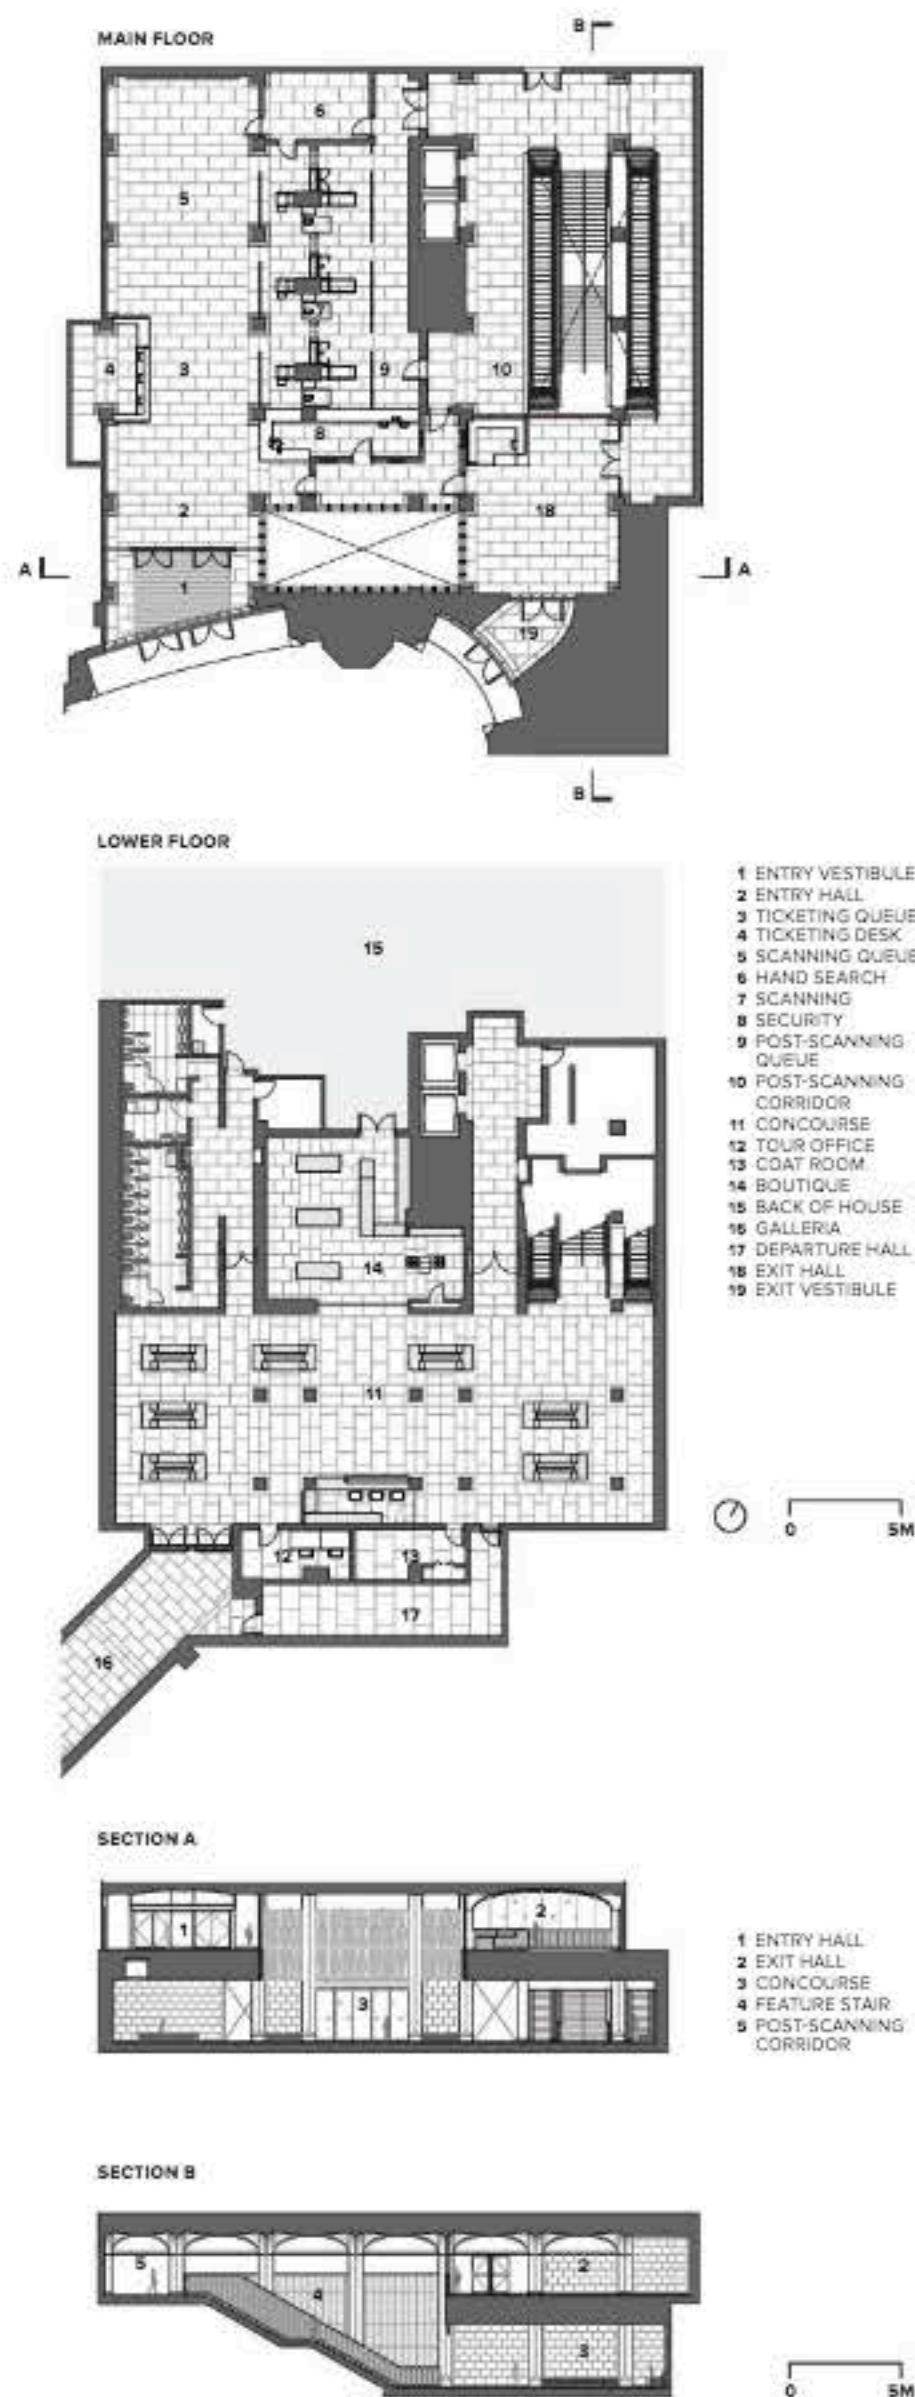 MAIN FLOOR
B
6
5
4
3
9
10
8
2
18
A
A
1
19
B
LOWER FLOOR
1 ENTRY VESTIBULE
2 ENTRY HALL
3 TICKETING QUEUE
4 TICKETING DESK
5 SCANNING QUEUE
6 HAND SEARCH
7 SCANNING
8 SECURITY
9 POST-SCANNING
QUEUE
10 POST-SCANNING
CORRIDOR
11 CONCOURSE
12 TOUR OFFICE
13 COAT ROOM
14 BOUTIQUE
15 BACK OF HOUSE
16 GALLERIA
17 DEPARTURE HALL
18 EXIT HALL
19 EXIT VESTIBULE
15
14
11
12
13
17
16
0 5M
SECTION A
1
2
3
1 ENTRY HALL
2 EXIT HALL
3 CONCOURSE
4 FEATURE STAIR
5 POST-SCANNING
CORRIDOR
SECTION B
5
2
4
3
0 5M